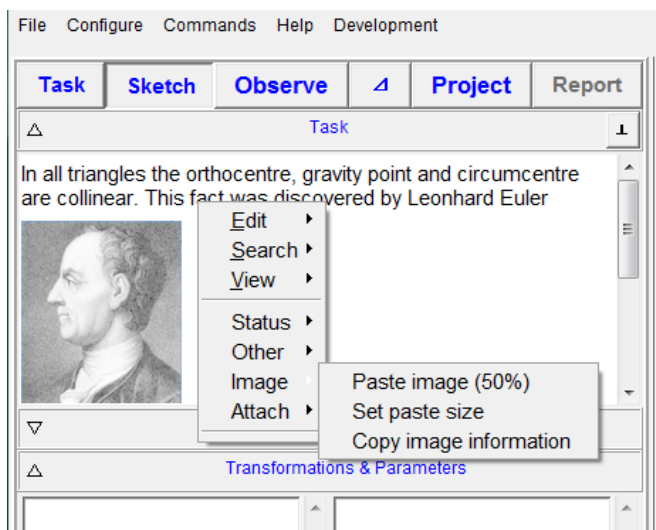 File Configure Commands Help Development
Task Sketch Observe ⊿ Project Report
Task
In all triangles the orthocentre, gravity point and circumcentre
are collinear. This fact was discovered by Leonhard Euler
Edit
Search
View
Status
Other
Image
Attach
Paste image (50%)
Set paste size
Copy image information
Transformations & Parameters